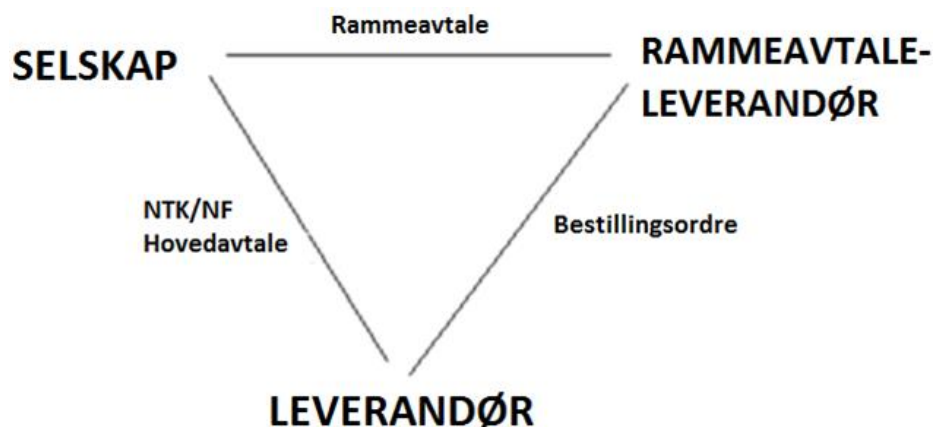 Rammeavtale
SELSKAP
RAMMEAVTALE-
LEVERANDØR
NTK/NF
Hovedavtale
Bestillingsordre
LEVERANDØR